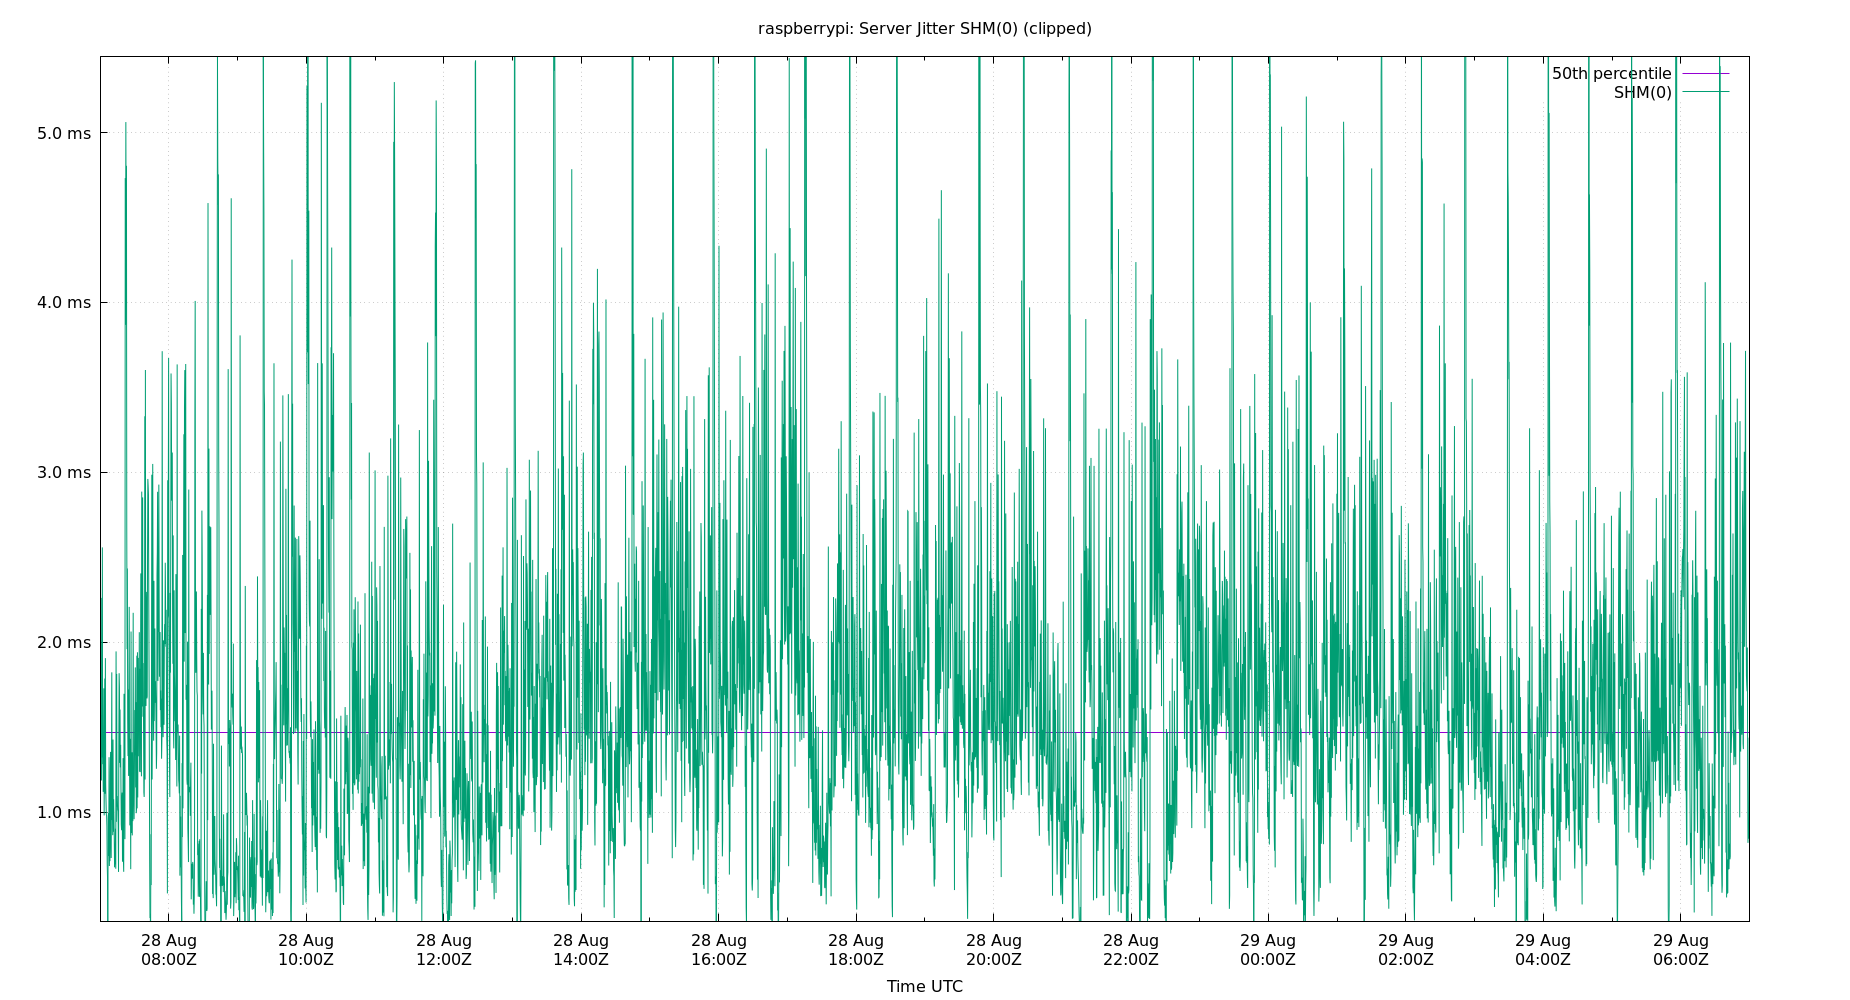 raspberrypi: Server Jitter SHM(0) (clipped)
50th percentile
SHM(0)
5.0 ms
4.0 ms
3.0 ms
2.0 ms
1.0 ms
28 Aug 28 Aug 28 Aug 28 Aug 28 Aug 28 Aug 28 Aug 28 Aug 29 Aug 29 Aug 29 Aug 29 Aug
08:00Z 10:00Z 12:00Z 14:00Z 16:00Z 18:00Z 20:00Z 22:00Z 00:00Z 02:00Z 04:00Z 06:00Z
Time UTC